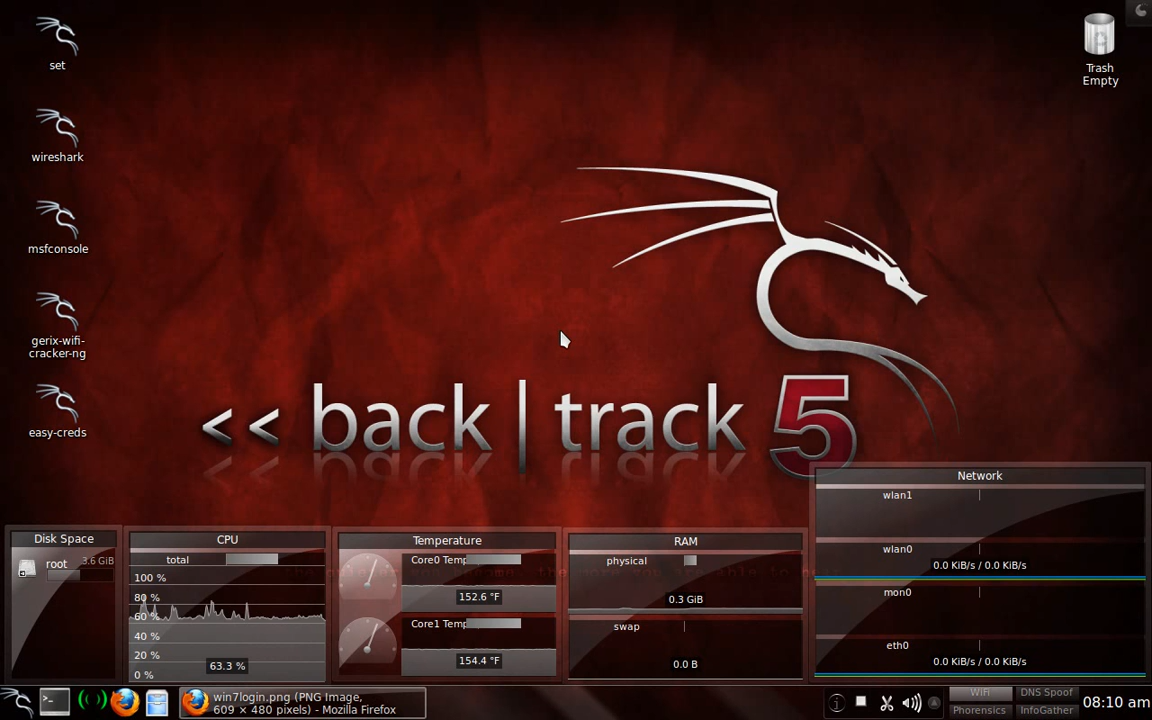 set
wireshark
msfconsole
gerix-wifi-
cracker-ng
easy-creds
Trash
Empty
<< back | track 5
Disk Space
root 3.6 GiB
CPU
total
100 %
80 %
60 %
40 %
20 %
0 %
63.3 %
Temperature
Core0 Temp
152.6 °F
Core1 Temp
154.4 °F
RAM
physical
0.3 GiB
swap
0.0 B
Network
wlan1
wlan0
0.0 KiB/s / 0.0 KiB/s
mon0
eth0
0.0 KiB/s / 0.0 KiB/s
win7login.png (PNG Image,
609 × 480 pixels) - Mozilla Firefox
WiFi
DNS Spoof
Phorensics
InfoGather
08:10 am